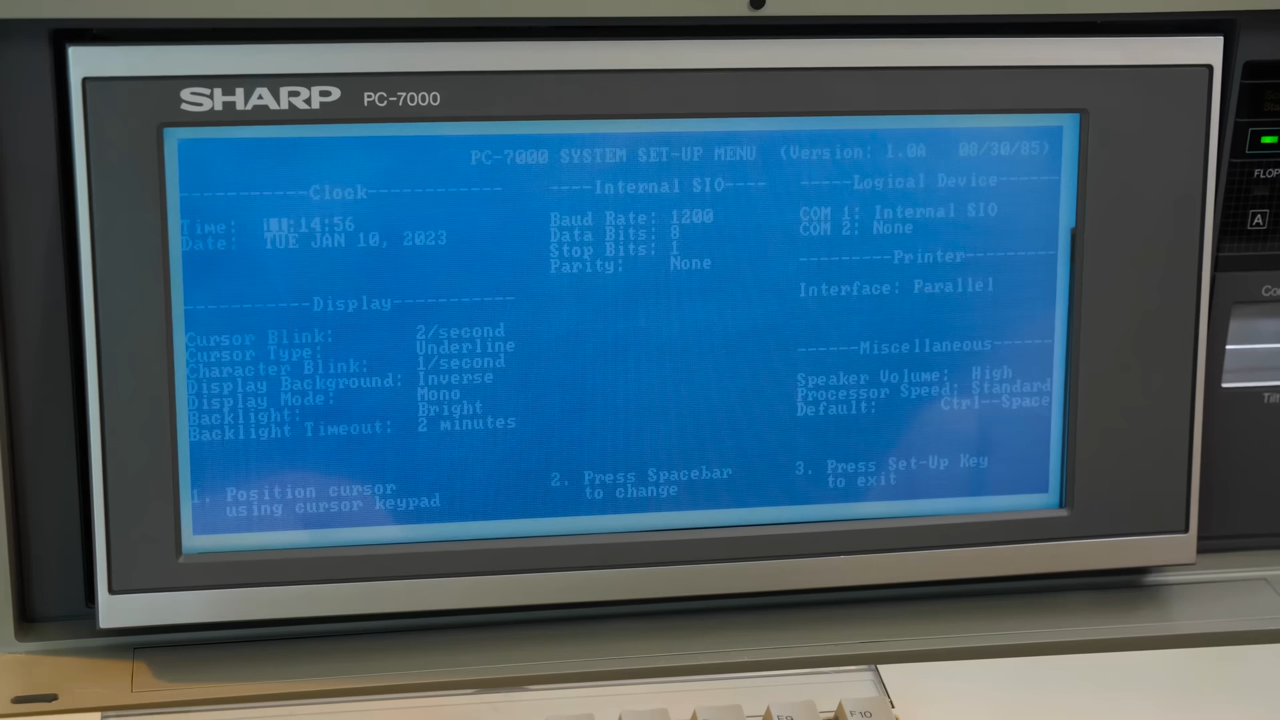 SHARP PC-7000
PC-7000 SYSTEM SET-UP MENU (Version: 1.0A 08/30/85)
----------Clock-----------
Time: 11:14:56
Date: TUE JAN 10, 2023
----------Display----------
Cursor Blink: 2/second
Cursor Type: Underline
Character Blink: 1/second
Display Background: Inverse
Display Mode: Mono
Backlight: Bright
Backlight Timeout: 2 minutes
----Internal SIO----
Baud Rate: 1200
Data Bits: 8
Stop Bits: 1
Parity: None
-----Logical Device-----
COM 1: Internal SIO
COM 2: None
--------Printer--------
Interface: Parallel
------Miscellaneous------
Speaker Volume: High
Processor Speed: Standard
Default: Ctrl--Space
1. Position cursor
using cursor keypad
2. Press Spacebar
to change
3. Press Set-Up Key
to exit
FLOP
A
Co
F9
F10